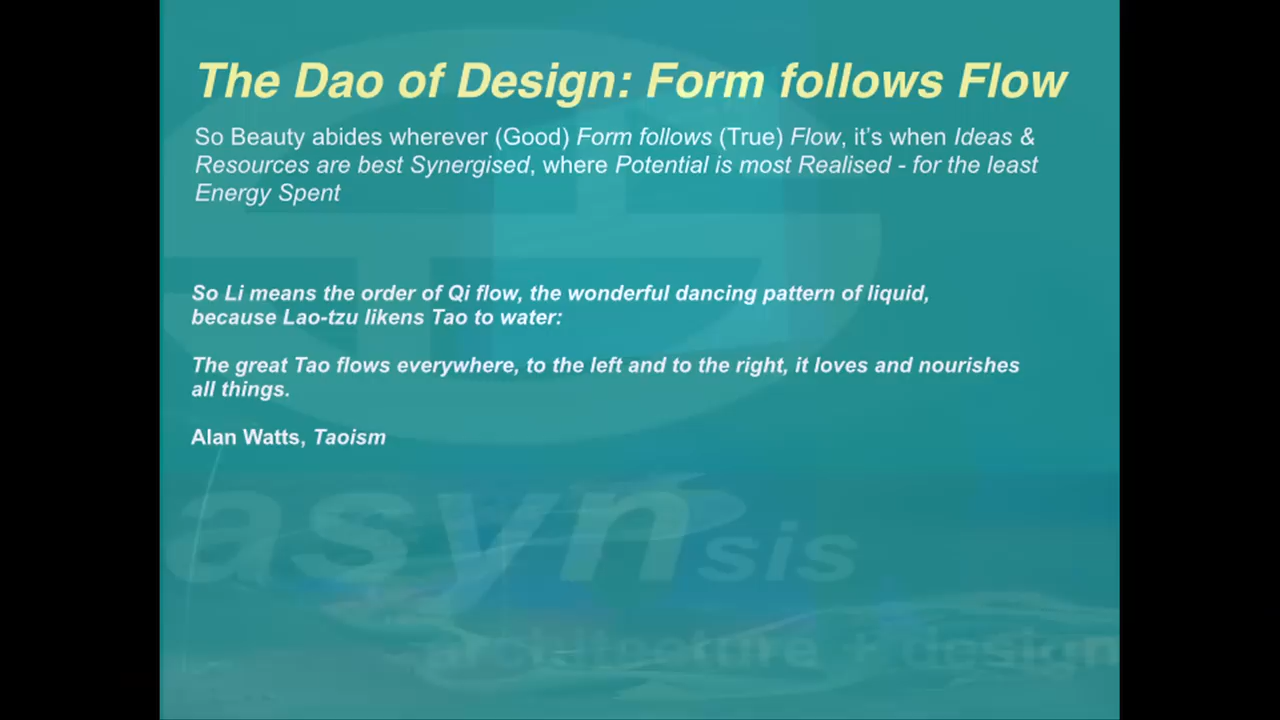 The Dao of Design: Form follows Flow
So Beauty abides wherever (Good) Form follows (True) Flow, it's when Ideas &
Resources are best Synergised, where Potential is most Realised - for the least
Energy Spent
So Li means the order of Qi flow, the wonderful dancing pattern of liquid,
because Lao-tzu likens Tao to water:
The great Tao flows everywhere, to the left and to the right, it loves and nourishes
all things.
Alan Watts, Taoism
asynsis
architecture + design